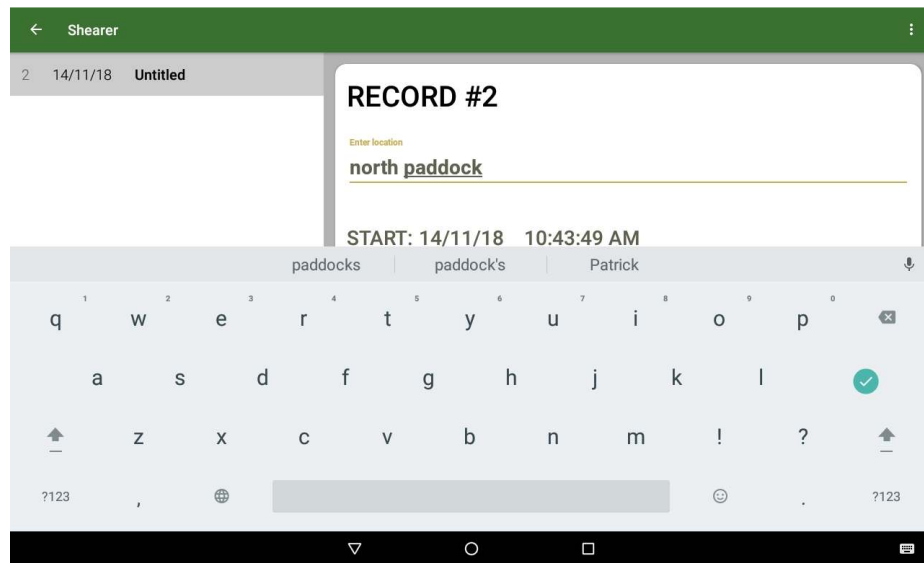 Shearer
2 14/11/18 Untitled
RECORD #2
Enter location
north paddock
START: 14/11/18 10:43:49 AM
paddocks paddock's Patrick
1 2 3 4 5 6 7 8 9 0
q w e r t y u i o p
a s d f g h j k l
z x c v b n m ! ?
?123 , . ?123